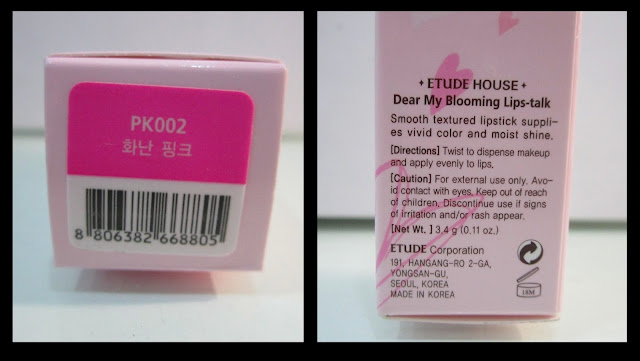 PK002
화난 핑크
8 806382 668805
ETUDE HOUSE
Dear My Blooming Lips-talk
Smooth textured lipstick suppli-
es vivid color and moist shine.
[Directions] Twist to dispense makeup
and apply evenly to lips.
[Caution] For external use only. Avo-
id contact with eyes. Keep out of reach
of children. Discontinue use if signs
of irritation and/or rash appear.
[Net Wt. ] 3.4 g (0.11 oz.)
ETUDE Corporation
191, HANGANG-RO 2-GA,
YONGSAN-GU,
SEOUL, KOREA
MADE IN KOREA